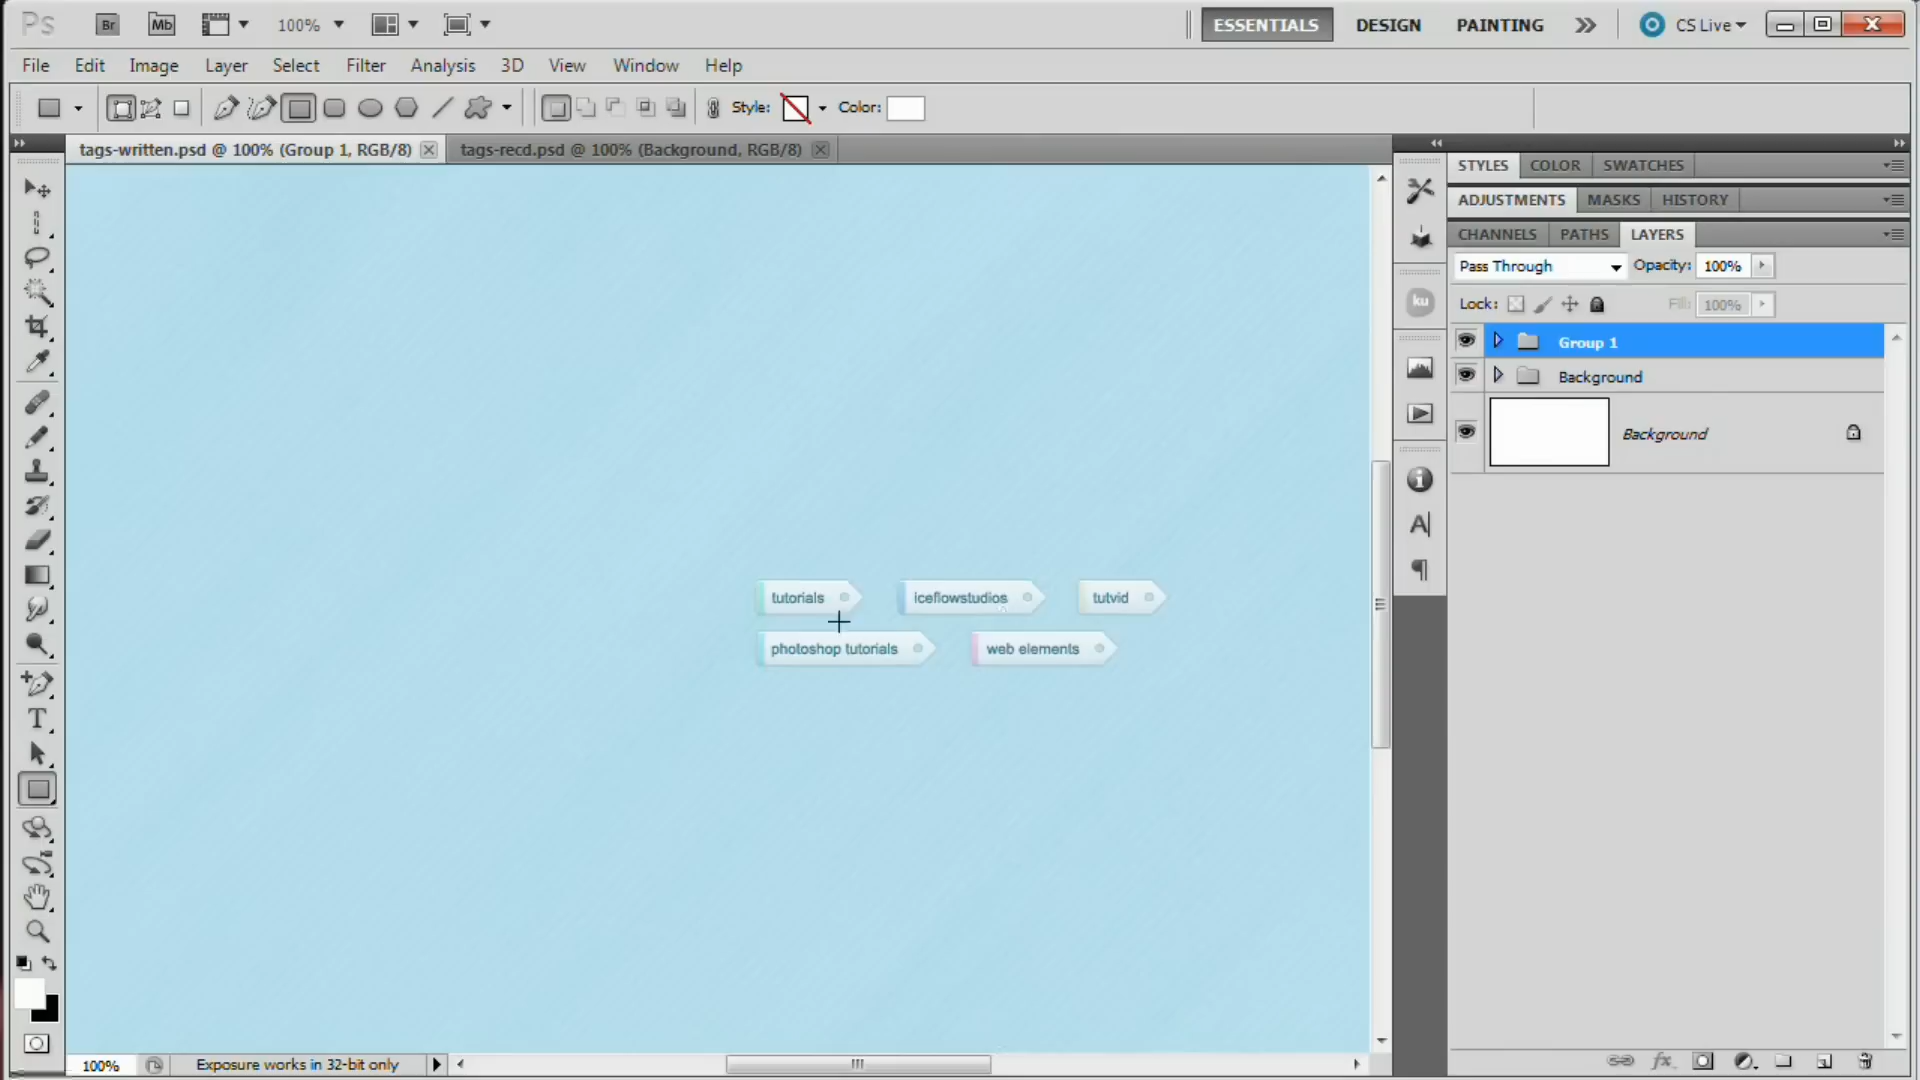 Ps Br Mb 100% ESSENTIALS DESIGN PAINTING CS Live
File Edit Image Layer Select Filter Analysis 3D View Window Help
Style: Color:
tags-written.psd @ 100% (Group 1, RGB/8) tags-recd.psd @ 100% (Background, RGB/8)
STYLES COLOR SWATCHES
ADJUSTMENTS MASKS HISTORY
CHANNELS PATHS LAYERS
Pass Through Opacity: 100%
Lock: Fill: 100%
ku
Group 1
Background
Background
A
T
tutorials iceflowstudios tutvid
photoshop tutorials web elements
100% Exposure works in 32-bit only
fx